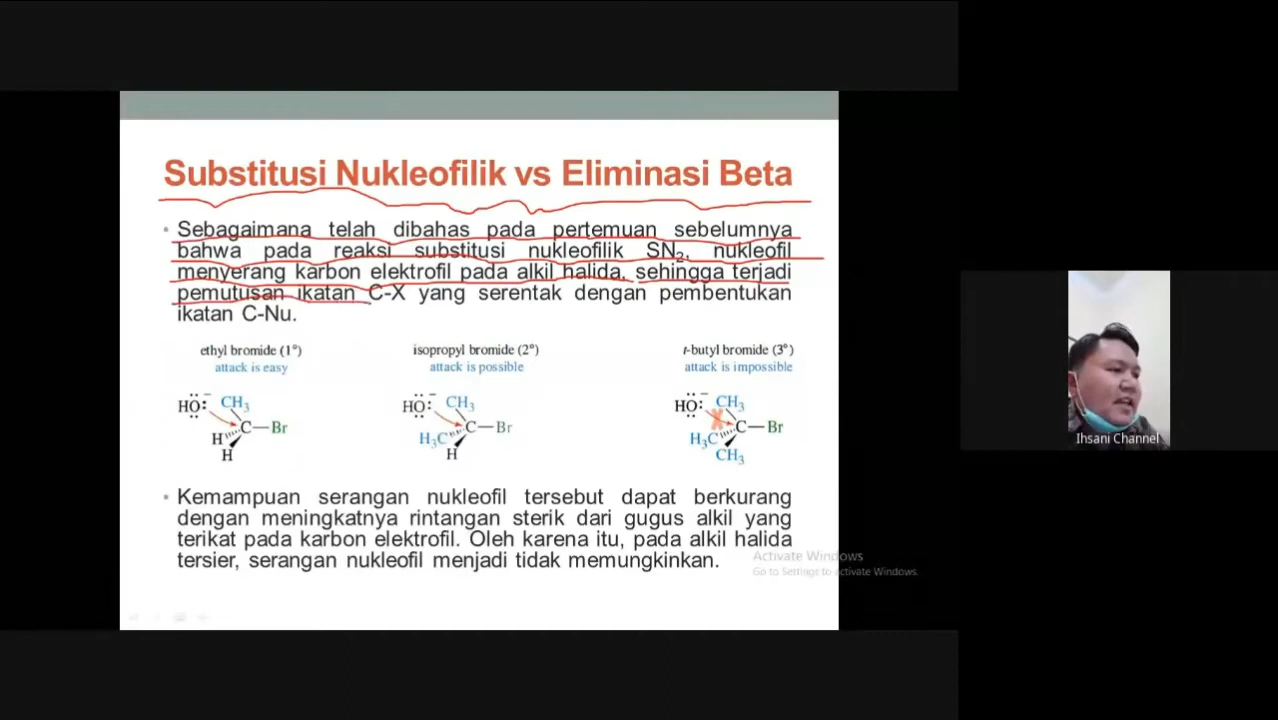 Substitusi Nukleofilik vs Eliminasi Beta
• Sebagaimana telah dibahas pada pertemuan sebelumnya
bahwa pada reaksi substitusi nukleofilik SN₂, nukleofil
menyerang karbon elektrofil pada alkil halida, sehingga terjadi
pemutusan ikatan C-X yang serentak dengan pembentukan
ikatan C-Nu.
ethyl bromide (1°)
attack is easy
HO:⁻ CH₃
C—Br
H
H
isopropyl bromide (2°)
attack is possible
HO:⁻ CH₃
C—Br
H₃C
H
t-butyl bromide (3°)
attack is impossible
HO:⁻ CH₃
C—Br
H₃C
CH₃
• Kemampuan serangan nukleofil tersebut dapat berkurang
dengan meningkatnya rintangan sterik dari gugus alkil yang
terikat pada karbon elektrofil. Oleh karena itu, pada alkil halida
tersier, serangan nukleofil menjadi tidak memungkinkan.
Activate Windows
Go to Settings to activate Windows.
Ihsani Channel